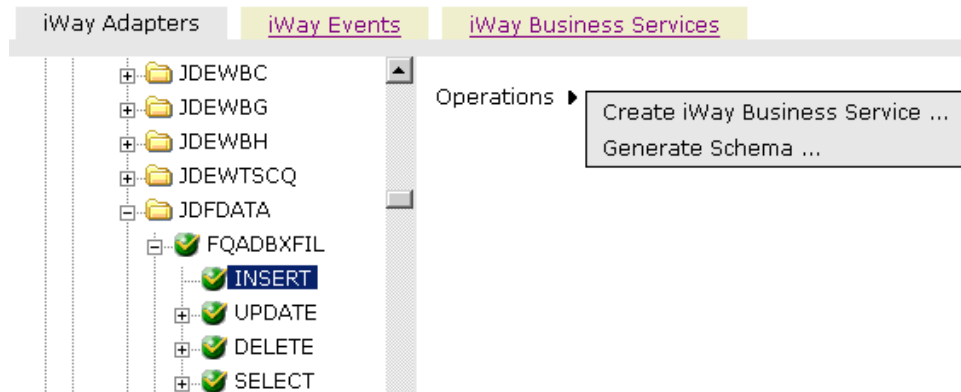 iWay Adapters iWay Events iWay Business Services
JDEWBC
JDEWBG
JDEWBH
JDEWTSCQ
JDFDATA
FQADBXFIL
INSERT
UPDATE
DELETE
SELECT
Operations
Create iWay Business Service ...
Generate Schema ...